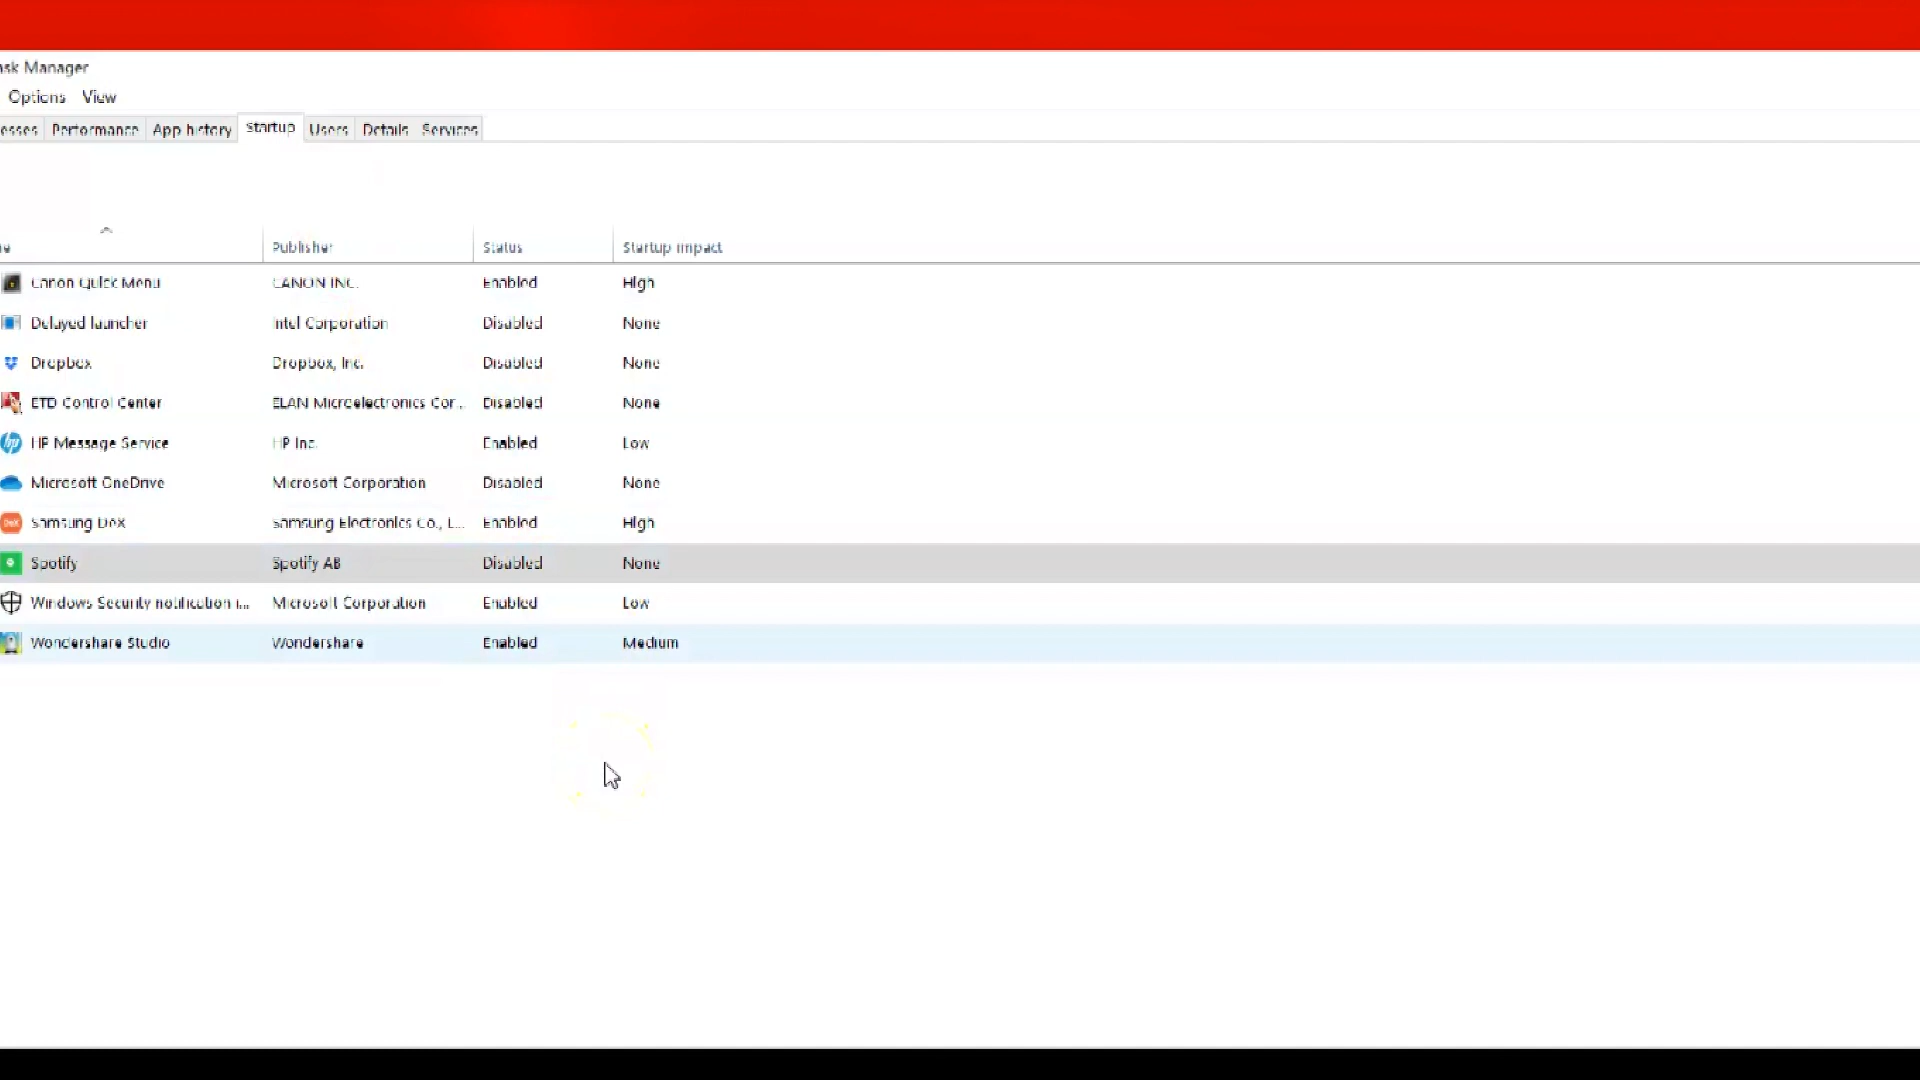 ask Manager
Options View
esses Performance App history Startup Users Details Services
e Publisher Status Startup impact
Canon Quick Menu CANON INC. Enabled High
Delayed launcher Intel Corporation Disabled None
Dropbox Dropbox, Inc. Disabled None
ETD Control Center ELAN Microelectronics Cor... Disabled None
HP Message Service HP Inc. Enabled Low
Microsoft OneDrive Microsoft Corporation Disabled None
DeX Samsung DeX Samsung Electronics Co., L... Enabled High
Spotify Spotify AB Disabled None
Windows Security notification i... Microsoft Corporation Enabled Low
Wondershare Studio Wondershare Enabled Medium